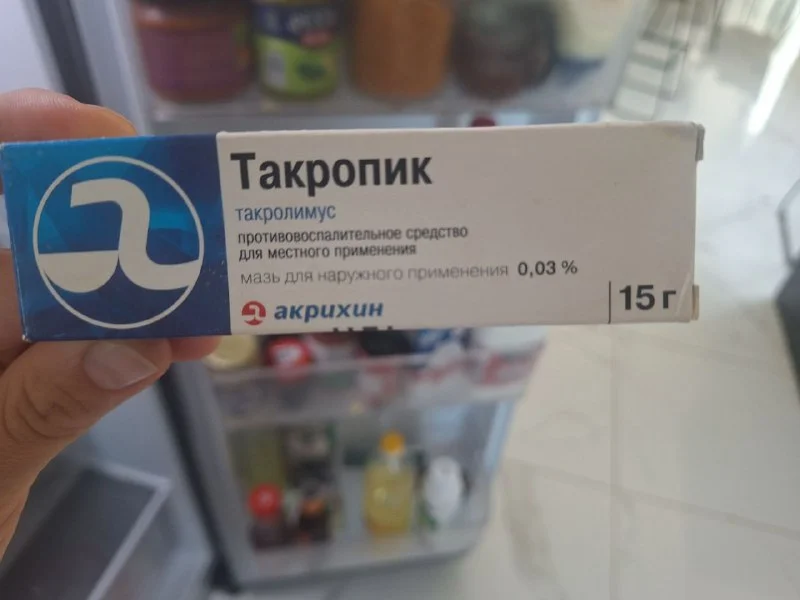 Такропик
такролимус
противовоспалительное средство
для местного применения
мазь для наружного применения 0,03 %
акрихин
15 г